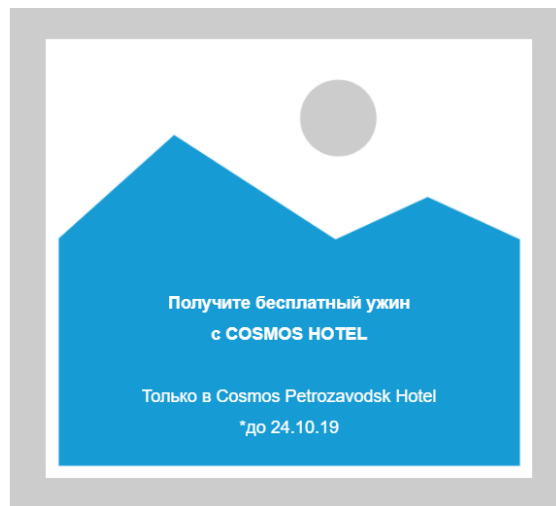 Получите бесплатный ужин
с COSMOS HOTEL
Только в Cosmos Petrozavodsk Hotel
*до 24.10.19